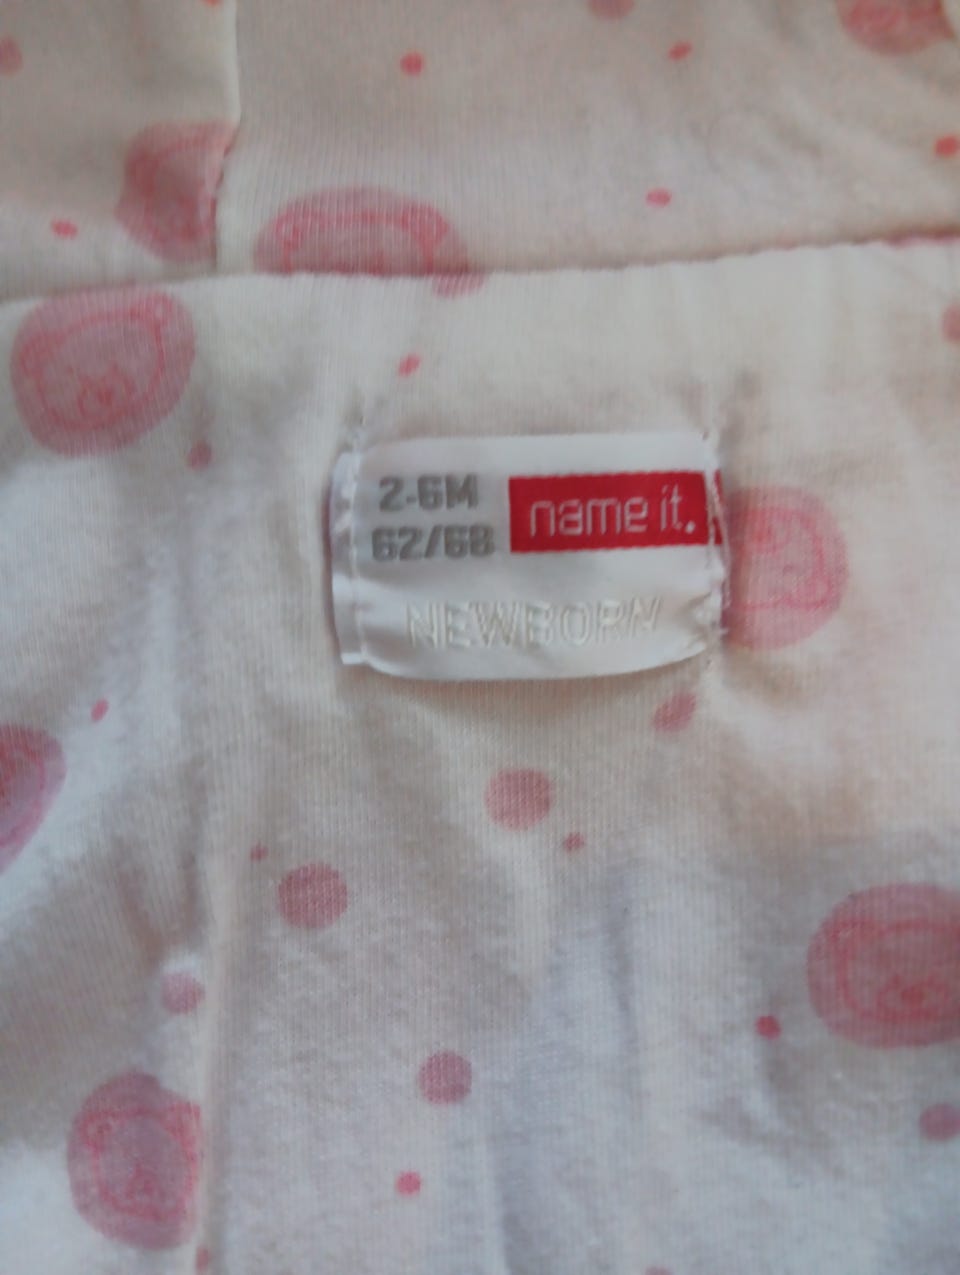 2-6M
62/68
name it.
NEWBORN